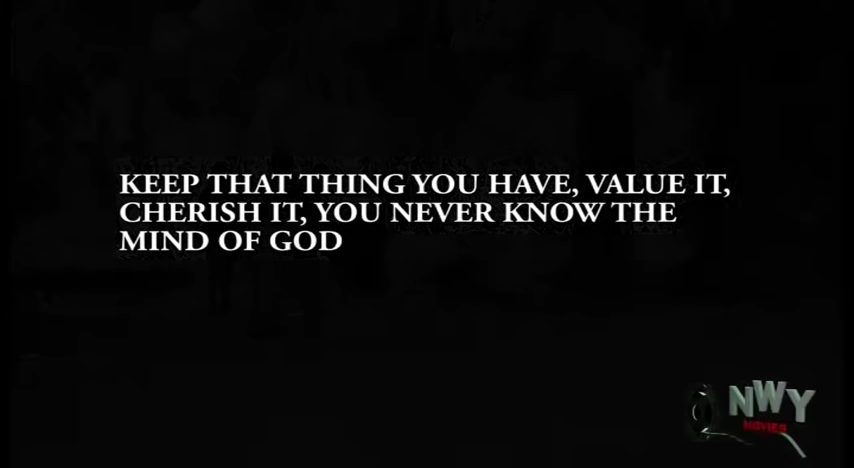 KEEP THAT THING YOU HAVE, VALUE IT,
CHERISH IT, YOU NEVER KNOW THE
MIND OF GOD
NWY
MOVIES